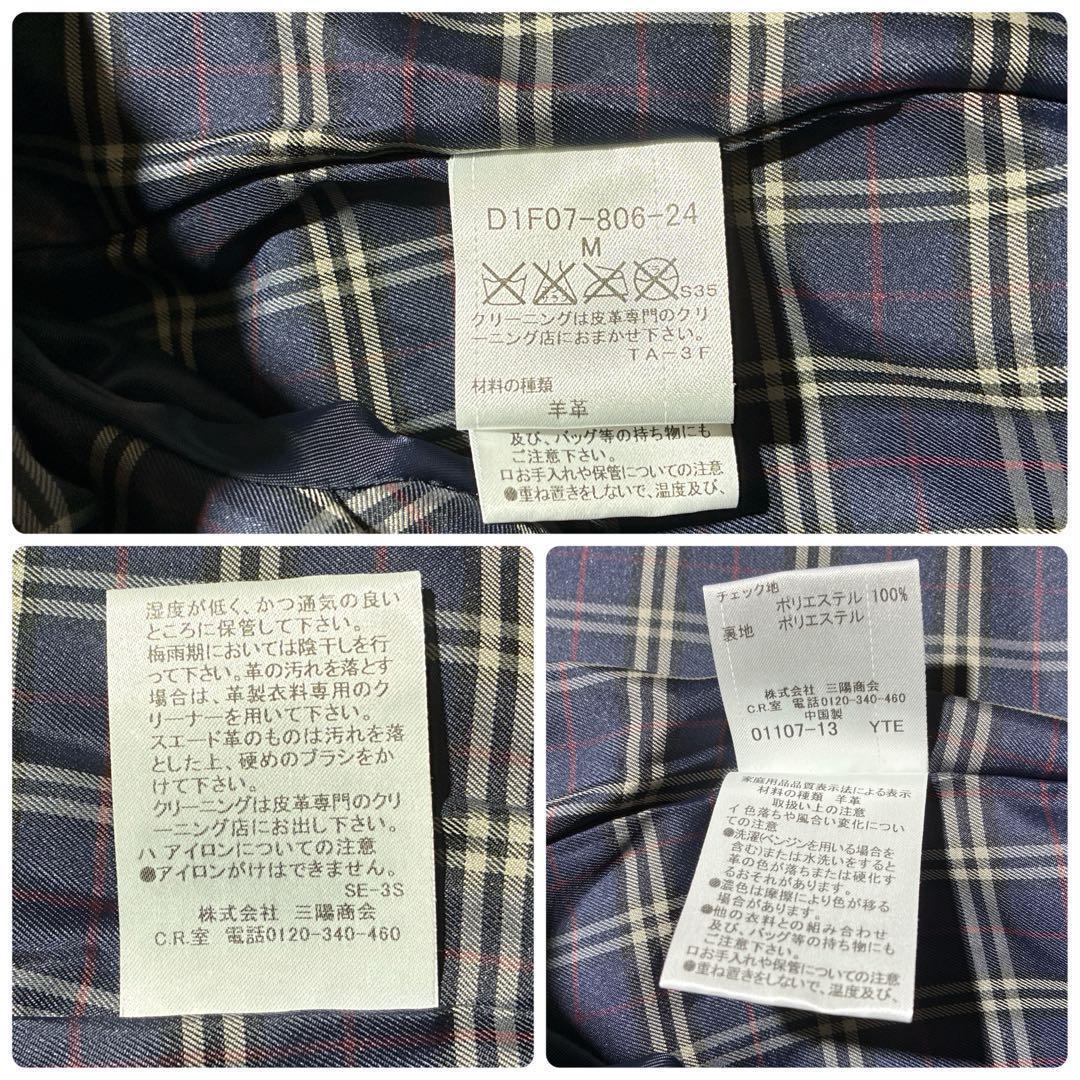 D1F07-806-24
M
S35
クリーニングは皮革専門のクリ
ーニング店におまかせ下さい。
TA-3F
材料の種類
羊革
及び、バッグ等の持ち物にも
ご注意下さい。
ロお手入れや保管についての注意
●重ね置きをしないで、温度及び、
湿度が低く、かつ通気の良い
ところに保管して下さい。
梅雨期においては陰干しを行
って下さい。革の汚れを落とす
場合は、革製衣料専用のク
リーナーを用いて下さい。
スエード革のものは汚れを落
とした上、硬めのブラシをか
けて下さい。
クリーニングは皮革専門のクリ
ーニング店にお出し下さい。
ハ アイロンについての注意
●アイロンがけはできません。
SE-3S
株式会社 三陽商会
C.R.室 電話0120-340-460
チェック地
ポリエステル 100%
裏地 ポリエステル
株式会社 三陽商会
C.R.室 電話0120-340-460
中国製
01107-13 YTE
家庭用品品質表示法による表示
材料の種類 羊革
取扱い上の注意
イ 色落ちや風合い変化につい
ての注意
●洗濯(ベンジンを用いる場合を
含む)または水洗いをすると
革の色が落ちまたは硬化す
るおそれがあります。
●濃色は摩擦により色が移る
場合があります。
●他の衣料との組み合わせ
及び、バッグ等の持ち物にも
ご注意下さい。
ロお手入れや保管についての注意
●重ね置きをしないで、温度及び、